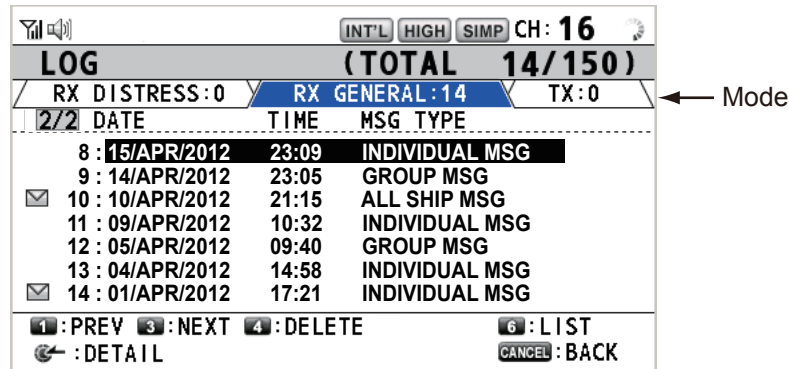 INT'L HIGH SIMP CH: 16
LOG (TOTAL 14/150)
RX DISTRESS:0 RX GENERAL:14 TX:0 Mode
2/2 DATE TIME MSG TYPE
8 : 15/APR/2012 23:09 INDIVIDUAL MSG
9 : 14/APR/2012 23:05 GROUP MSG
10 : 10/APR/2012 21:15 ALL SHIP MSG
11 : 09/APR/2012 10:32 INDIVIDUAL MSG
12 : 05/APR/2012 09:40 GROUP MSG
13 : 04/APR/2012 14:58 INDIVIDUAL MSG
14 : 01/APR/2012 17:21 INDIVIDUAL MSG
1 :PREV 3 :NEXT 4 :DELETE 6 :LIST
:DETAIL CANCEL :BACK